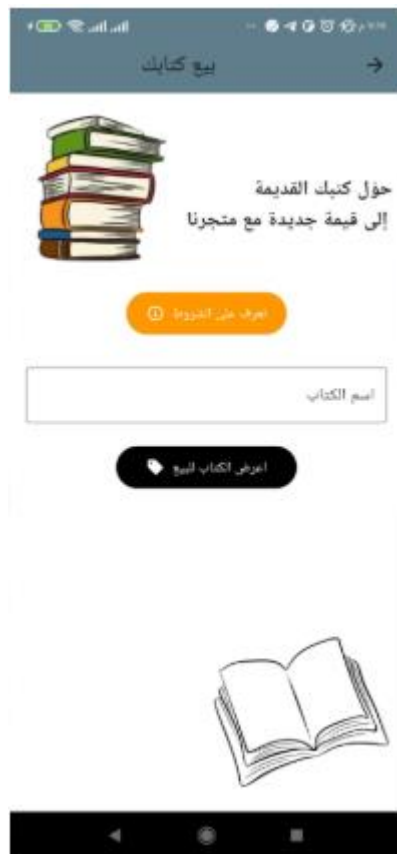 بيع كتابك
حوّل كتبك القديمة
إلى قيمة جديدة مع متجرنا
تعرف على الشروط
اسم الكتاب
اعرض الكتاب للبيع